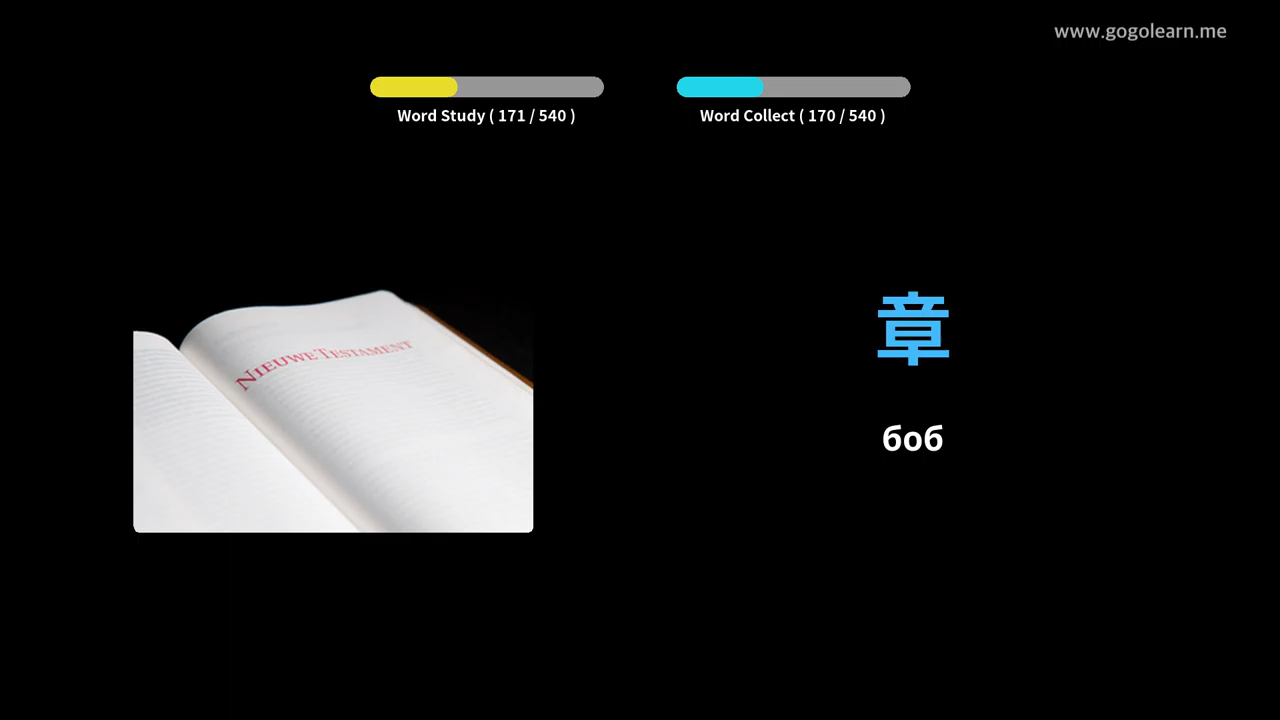 www.gogolearn.me
Word Study ( 171 / 540 )
Word Collect ( 170 / 540 )
NIEUWE TESTAMENT
章
боб